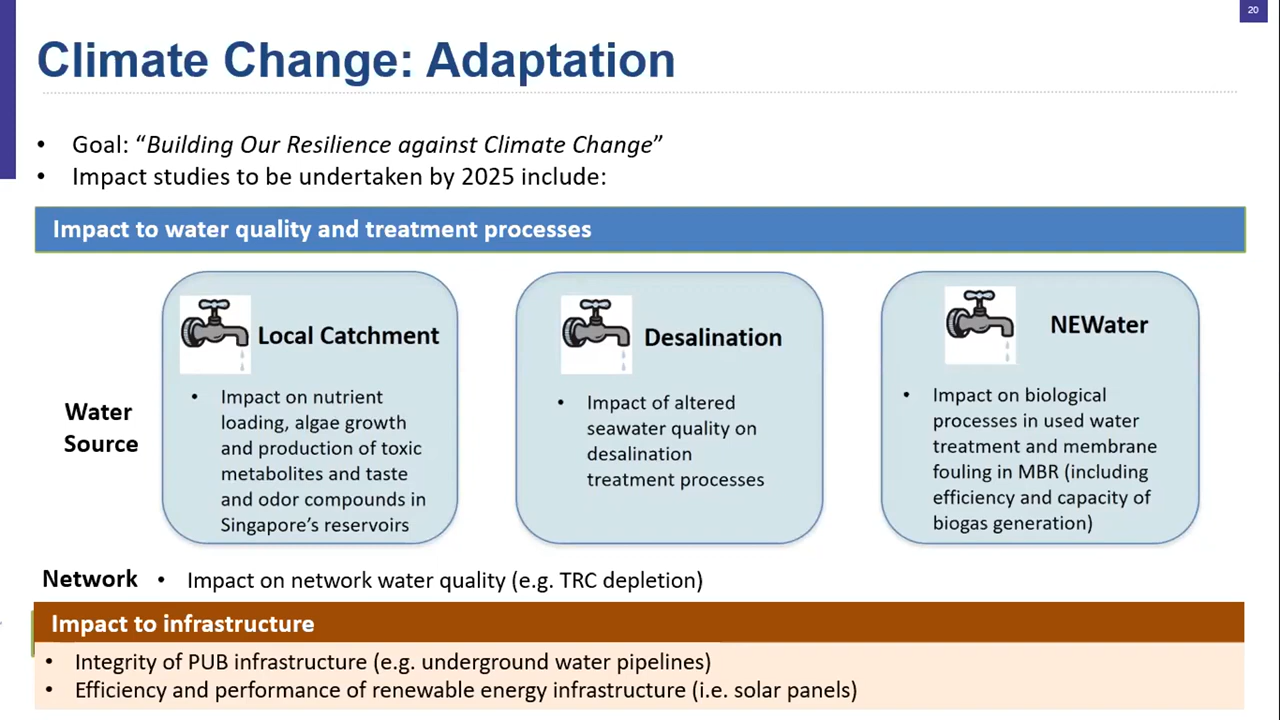 20
Climate Change: Adaptation
• Goal: “Building Our Resilience against Climate Change”
• Impact studies to be undertaken by 2025 include:
Impact to water quality and treatment processes
Water
Source
Local Catchment
• Impact on nutrient
loading, algae growth
and production of toxic
metabolites and taste
and odor compounds in
Singapore’s reservoirs
Desalination
• Impact of altered
seawater quality on
desalination
treatment processes
NEWater
• Impact on biological
processes in used water
treatment and membrane
fouling in MBR (including
efficiency and capacity of
biogas generation)
Network • Impact on network water quality (e.g. TRC depletion)
Impact to infrastructure
• Integrity of PUB infrastructure (e.g. underground water pipelines)
• Efficiency and performance of renewable energy infrastructure (i.e. solar panels)